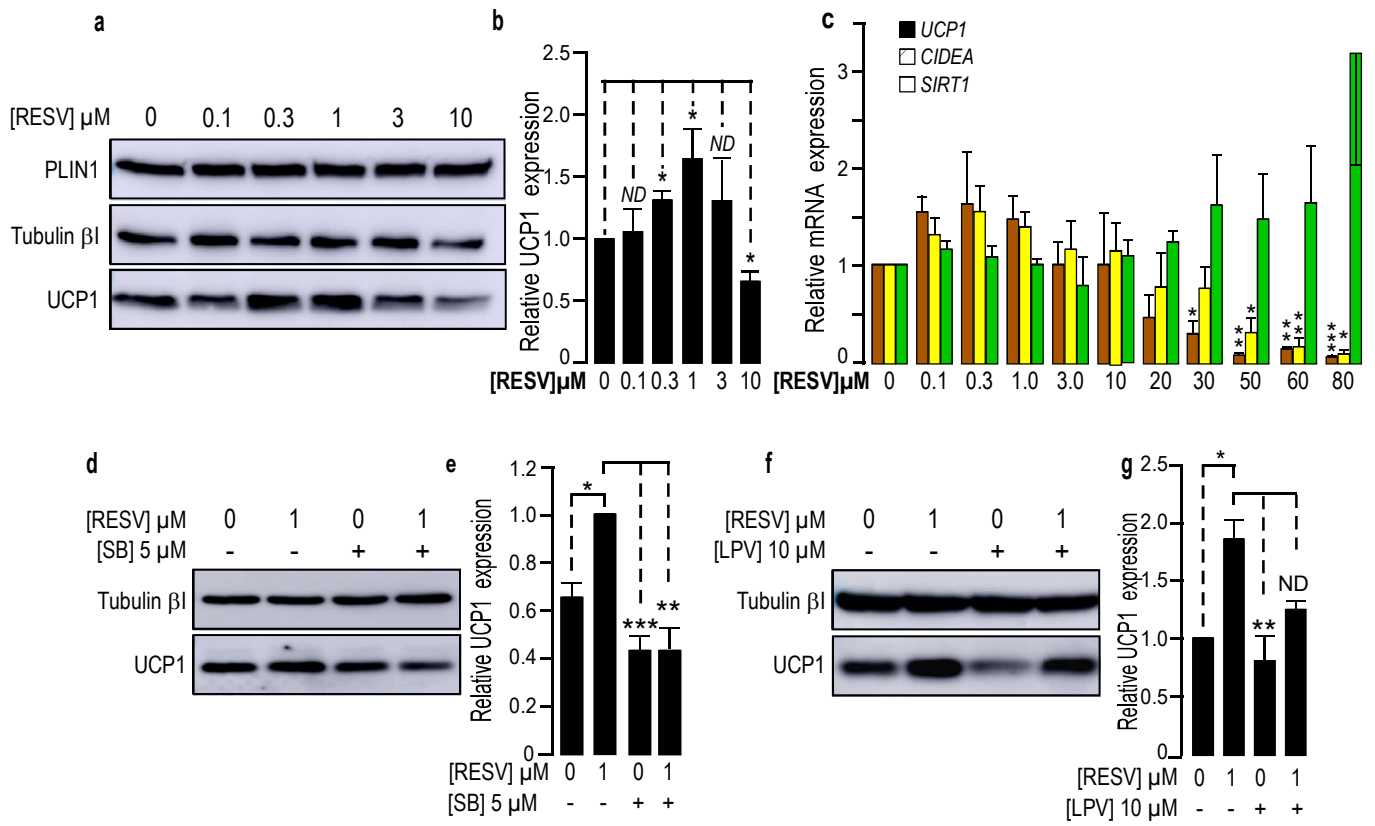 a
[RESV] µM 0 0.1 0.3 1 3 10
PLIN1
Tubulin βI
UCP1
b
Relative UCP1 expression
2.5
2.0
1.5
1.0
0.5
0
ND * * ND *
[RESV]µM 0 0.1 0.3 1 3 10
c
UCP1
CIDEA
SIRT1
Relative mRNA expression
3
2
1
0
* ** * ** ** *** *
[RESV]µM 0 0.1 0.3 1.0 3.0 10 20 30 50 60 80
d
[RESV] µM 0 1 0 1
[SB] 5 µM - - + +
Tubulin βI
UCP1
e
Relative UCP1 expression
1.2
1.0
0.8
0.6
0.4
0.2
0
* *** **
[RESV] µM 0 1 0 1
[SB] 5 µM - - + +
f
[RESV] µM 0 1 0 1
[LPV] 10 µM - - + +
Tubulin βI
UCP1
g
Relative UCP1 expression
2.5
2.0
1.5
1.0
0.5
0
* ** ND
[RESV] µM 0 1 0 1
[LPV] 10 µM - - + +